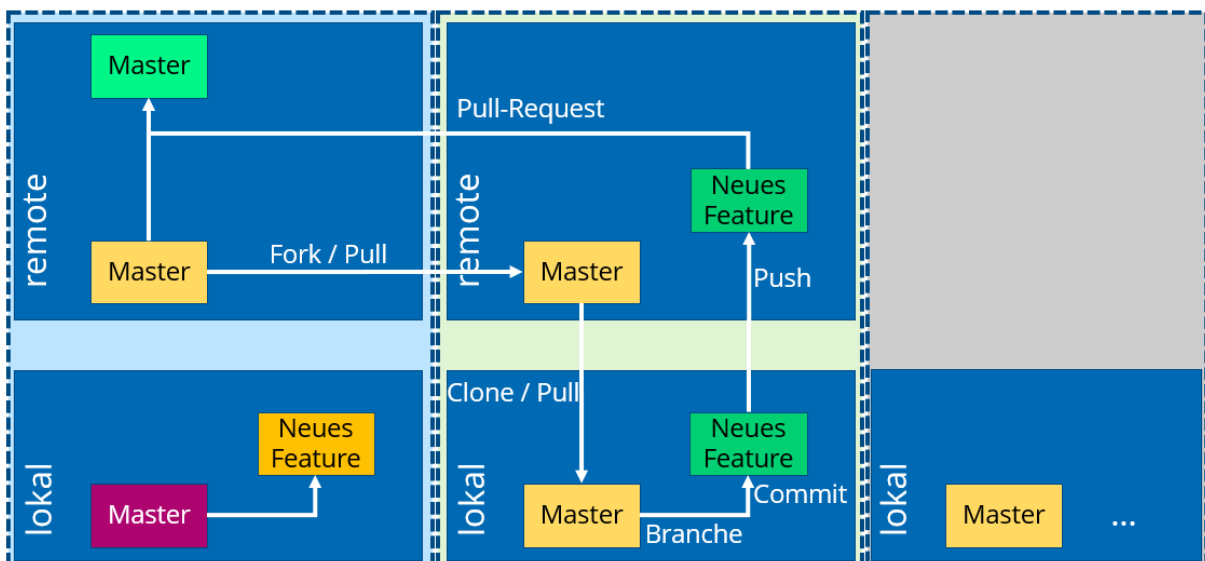 Master
Pull-Request
remote
remote
Neues
Feature
Master
Fork / Pull
Master
Push
Clone / Pull
lokal
Neues
Feature
Master
lokal
Neues
Feature
Commit
Master
Branche
lokal
Master
...